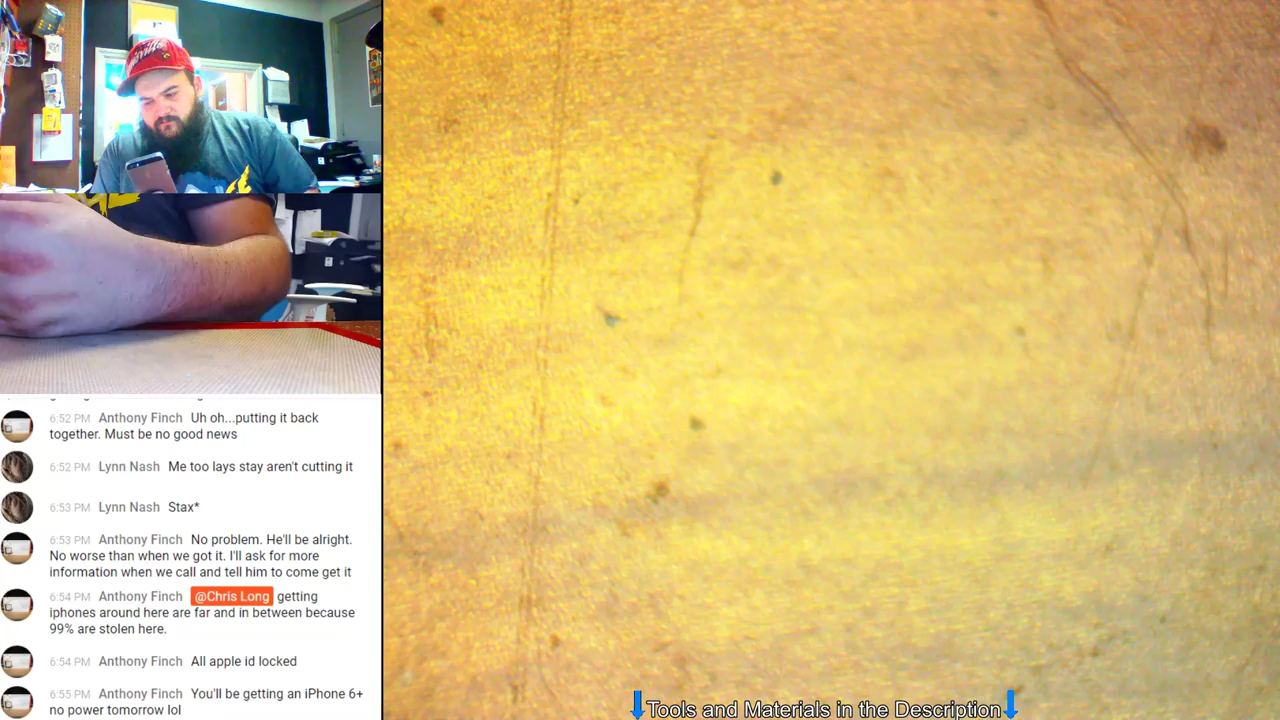 6:52 PM Anthony Finch Uh oh...putting it back
together. Must be no good news
6:52 PM Lynn Nash Me too lays stay aren't cutting it
6:53 PM Lynn Nash Stax*
6:53 PM Anthony Finch No problem. He'll be alright.
No worse than when we got it. I'll ask for more
information when we call and tell him to come get it
6:54 PM Anthony Finch @Chris Long getting
iphones around here are far and in between because
99% are stolen here.
6:54 PM Anthony Finch All apple id locked
6:55 PM Anthony Finch You'll be getting an iPhone 6+
no power tomorrow lol
Tools and Materials in the Description